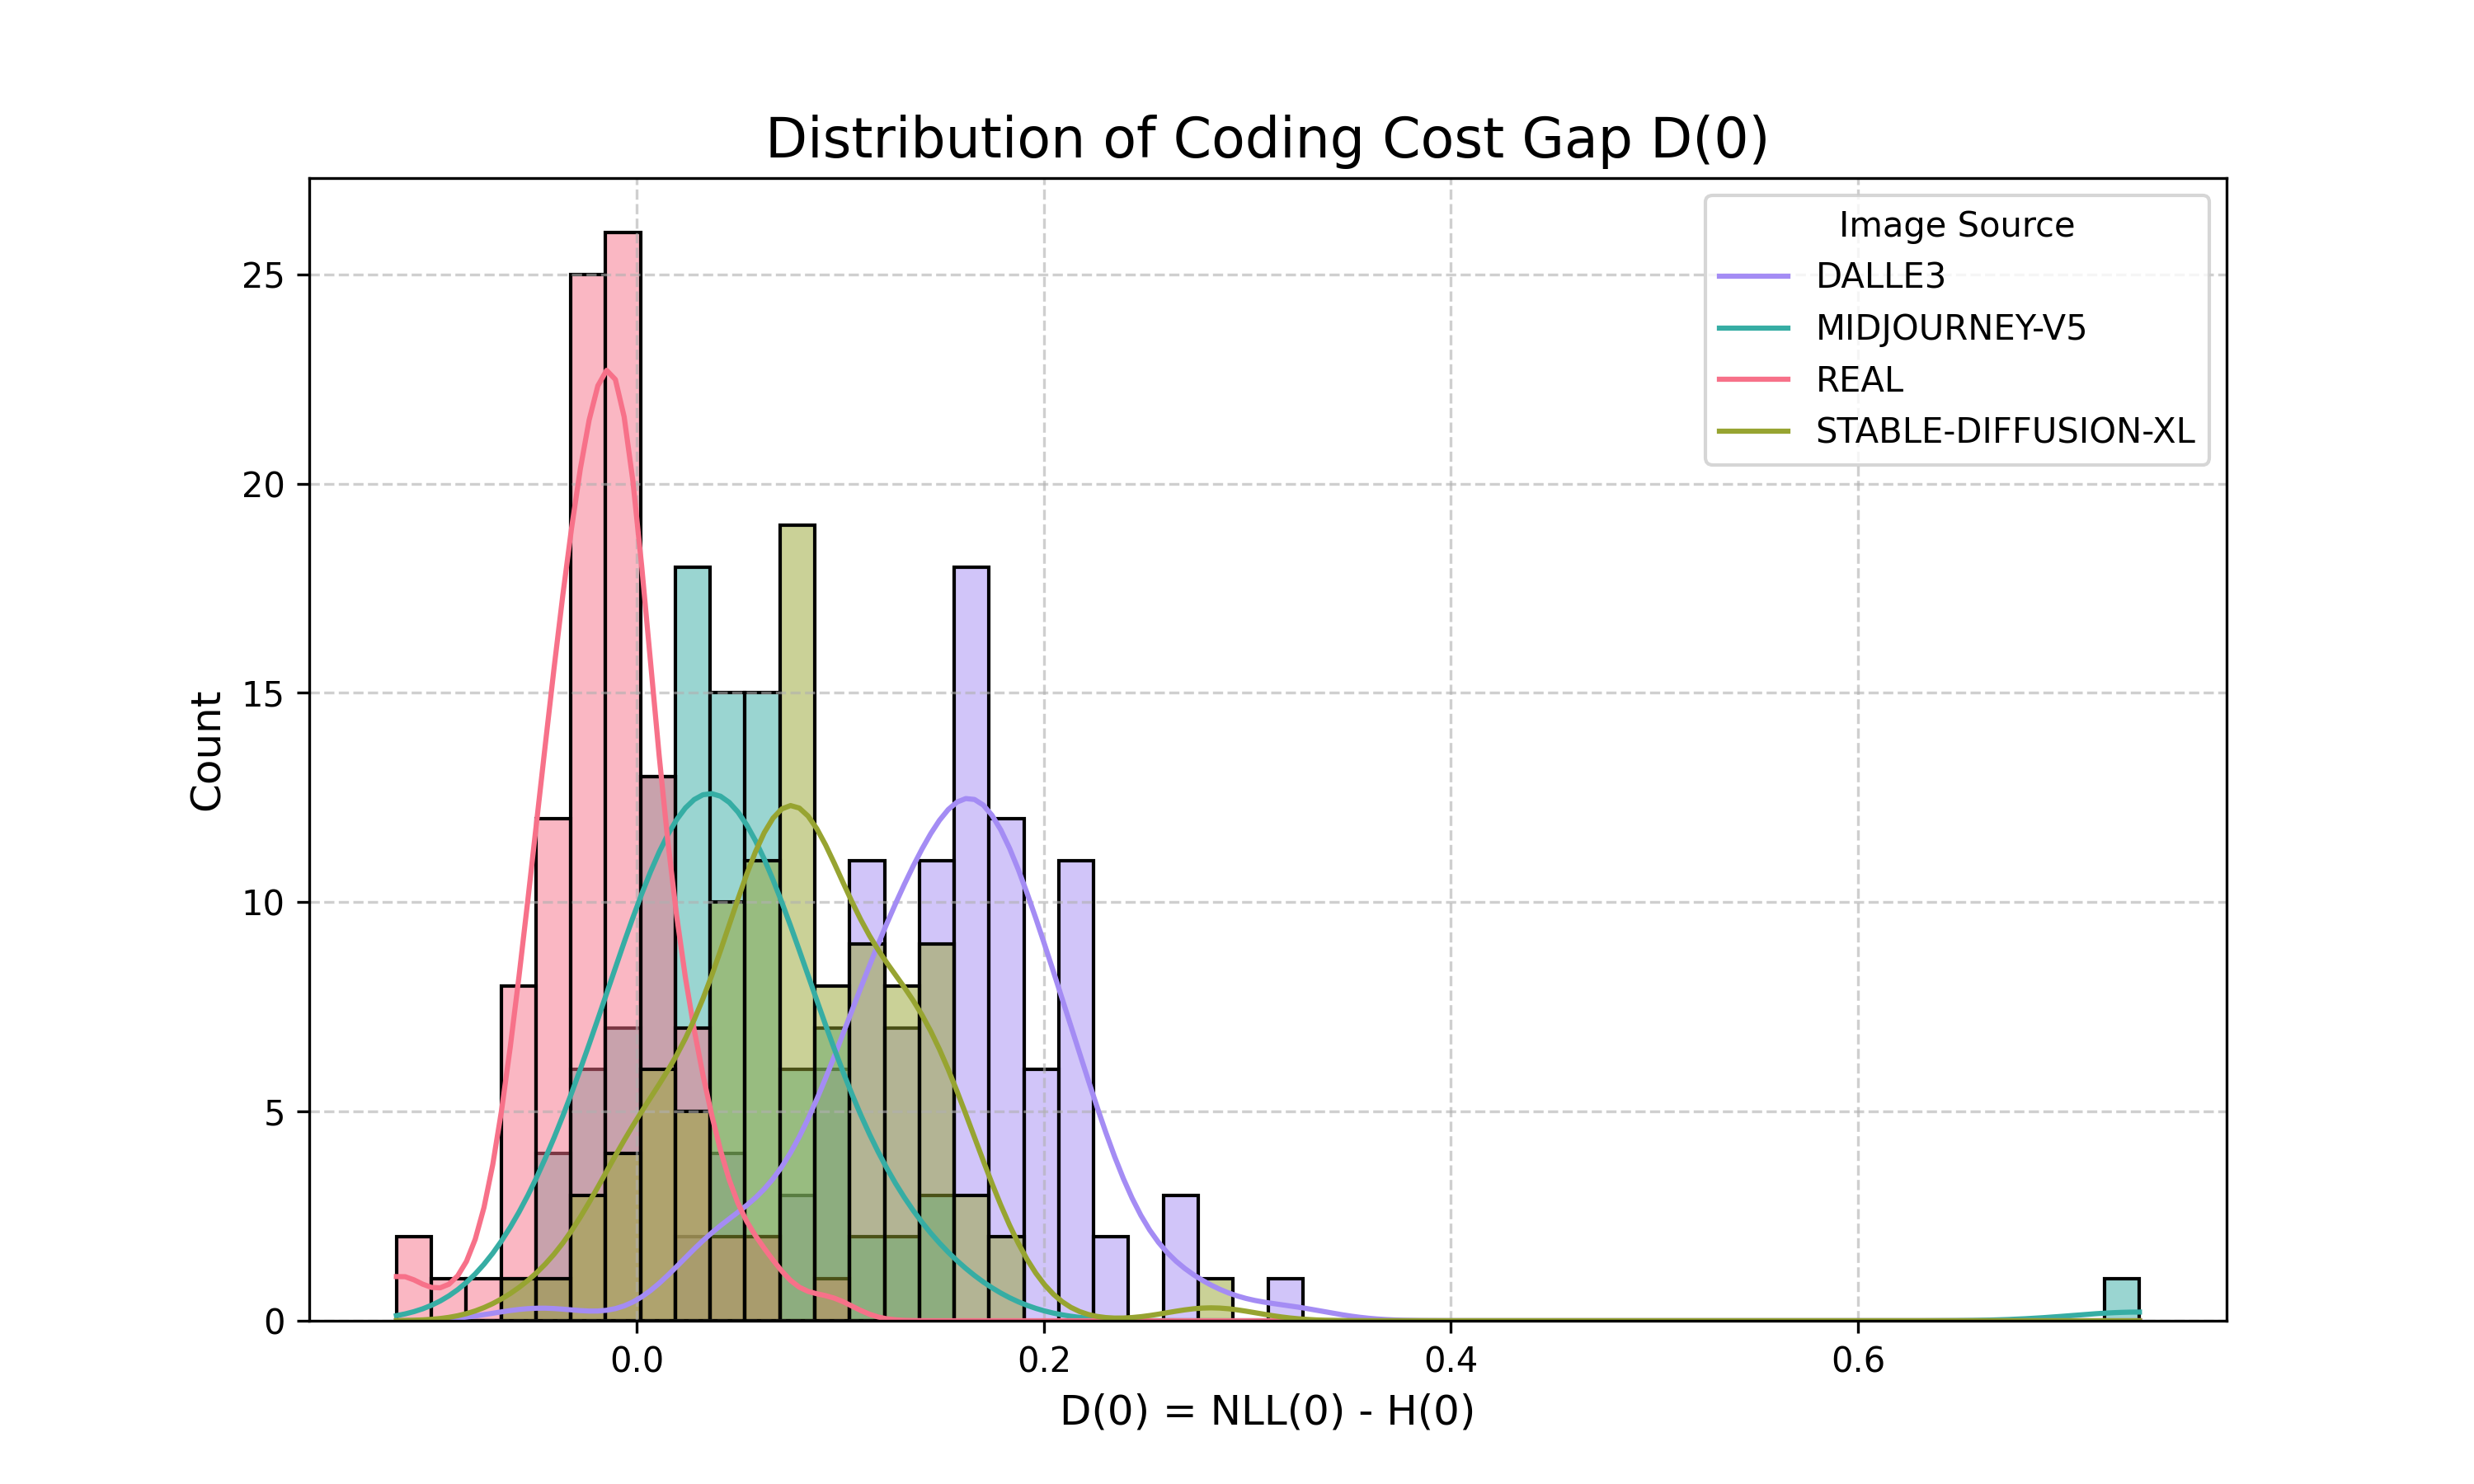 Distribution of Coding Cost Gap D(0)
Image Source
DALLE3
MIDJOURNEY-V5
REAL
STABLE-DIFFUSION-XL
Count
25
20
15
10
5
0
0.0 0.2 0.4 0.6
D(0) = NLL(0) - H(0)